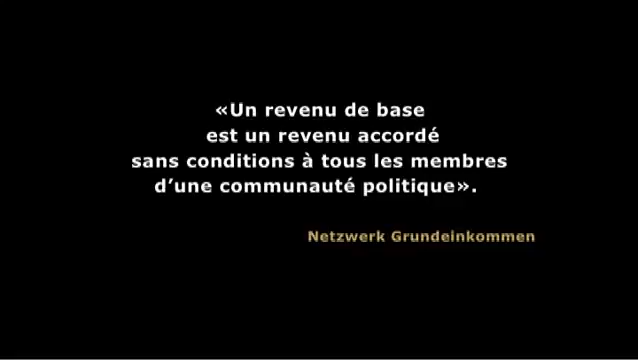 «Un revenu de base
est un revenu accordé
sans conditions à tous les membres
d’une communauté politique».
Netzwerk Grundeinkommen